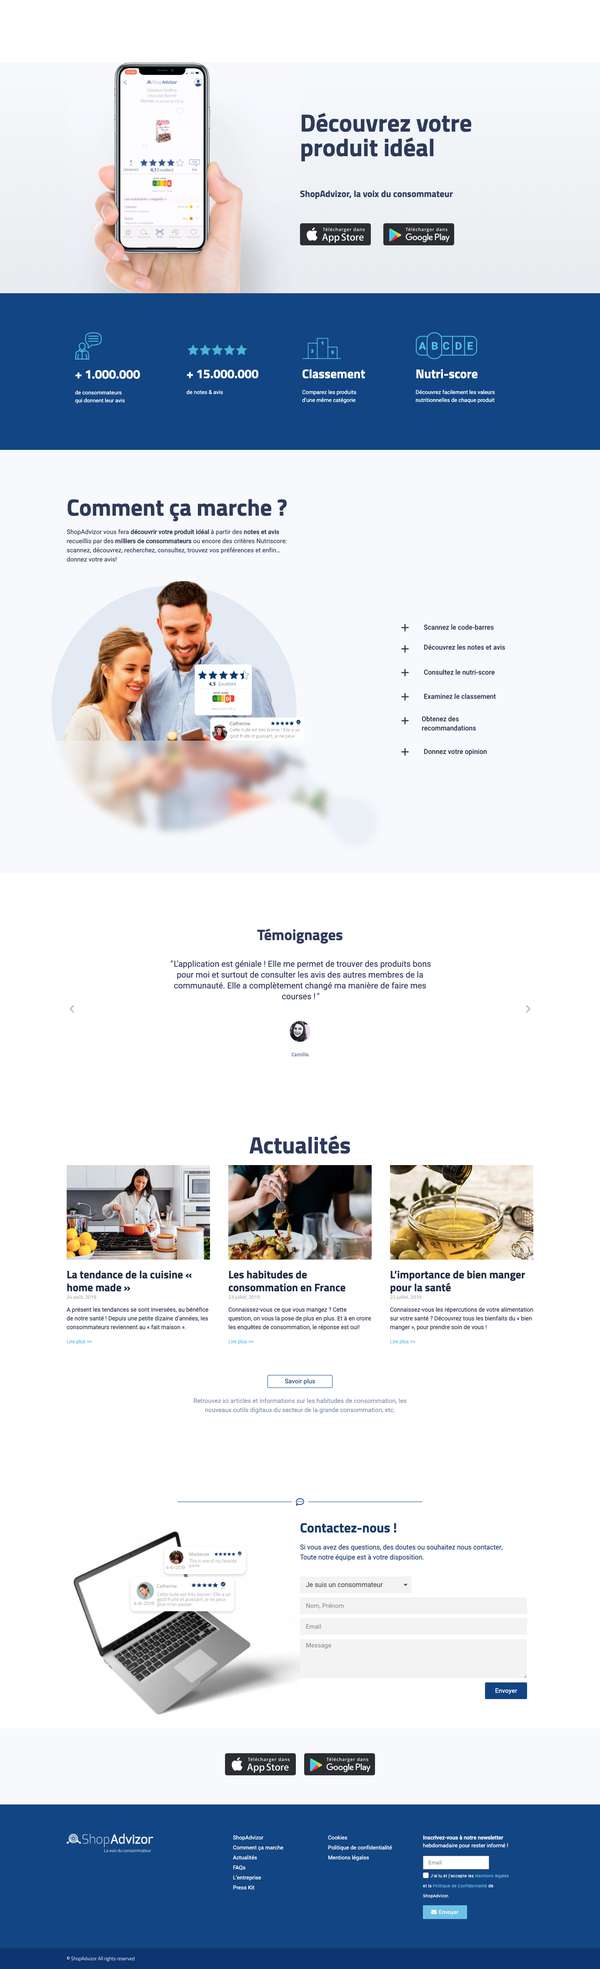 ShopAdvizor
4.1 Excellent
Découvrez votre
produit idéal
ShopAdvizor, la voix du consommateur
Télécharger dans
App Store
Télécharger dans
Google Play
A B C D E
+ 1.000.000
de consommateurs
qui donnent leur avis
+ 15.000.000
de notes & avis
Classement
Comparez les produits
d'une même catégorie
Nutri-score
Découvrez facilement les valeurs
nutritionnelles de chaque produit
Comment ça marche ?
ShopAdvizor vous fera découvrir votre produit idéal à partir des notes et avis
recueillis par des milliers de consommateurs ou encore des critères Nutriscore:
scannez, découvrez, recherchez, consultez, trouvez vos préférences et enfin...
donnez votre avis!
4.5 Excellent
Catherine
Scannez le code-barres
Découvrez les notes et avis
Consultez le nutri-score
Examinez le classement
Obtenez des
recommandations
Donnez votre opinion
Témoignages
"L'application est géniale ! Elle me permet de trouver des produits bons
pour moi et surtout de consulter les avis des autres membres de la
communauté. Elle a complètement changé ma manière de faire mes
courses ! "
Camille
Actualités
La tendance de la cuisine «
home made »
24 août, 2019
A présent les tendances se sont inversées, au bénéfice
de notre santé ! Depuis une petite dizaine d'années, les
consommateurs reviennent au « fait maison ».
Lire plus >>
Les habitudes de
consommation en France
23 juillet, 2019
Connaissez-vous ce que vous mangez ? Cette
question, on vous la pose de plus en plus. Et à en croire
les enquêtes de consommation, le réponse est oui!
Lire plus >>
L'importance de bien manger
pour la santé
23 juillet, 2019
Connaissez-vous les répercutions de votre alimentation
sur votre santé ? Découvrez tous les bienfaits du « bien
manger », pour prendre soin de vous !
Lire plus >>
Savoir plus
Retrouvez ici articles et informations sur les habitudes de consommation, les
nouveaux outils digitaux du secteur de la grande consommation, etc.
Contactez-nous !
Si vous avez des questions, des doutes ou souhaitez nous contacter,
Toute notre équipe est à votre disposition.
Je suis un consommateur
Nom, Prénom
Email
Message
Envoyer
Catherine
Télécharger dans
App Store
Télécharger dans
Google Play
ShopAdvizor
La voix du consommateur
ShopAdvizor
Comment ça marche
Actualités
FAQs
L'entreprise
Press Kit
Cookies
Politique de confidentialité
Mentions légales
Inscrivez-vous à notre newsletter
hebdomadaire pour rester informé !
Email
J'ai lu et j'accepte les Mentions légales
et la Politique de Confidentialité de
ShopAdvizor.
Envoyer
© ShopAdvizor All rights reserved